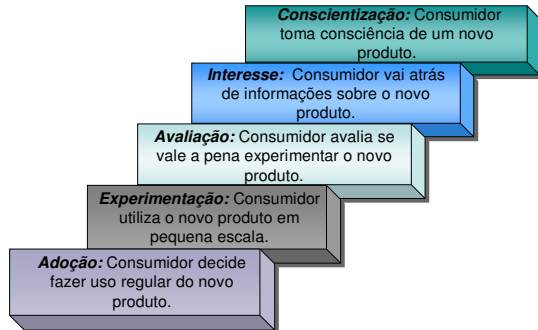 Conscientização: Consumidor
toma consciência de um novo
produto.
Interesse: Consumidor vai atrás
de informações sobre o novo
produto.
Avaliação: Consumidor avalia se
vale a pena experimentar o novo
produto.
Experimentação: Consumidor
utiliza o novo produto em
pequena escala.
Adoção: Consumidor decide
fazer uso regular do novo
produto.